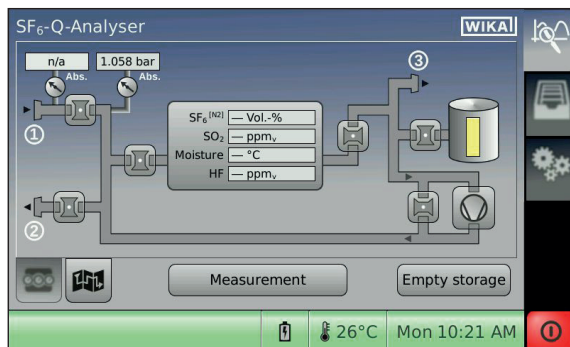 SF6-Q-Analyser
WIKA
n/a
1.058 bar
Abs.
Abs.
3
SF6 [N2] — Vol.-%
SO2 — ppmv
Moisture — °C
HF — ppmv
1
2
Measurement
Empty storage
26°C
Mon 10:21 AM